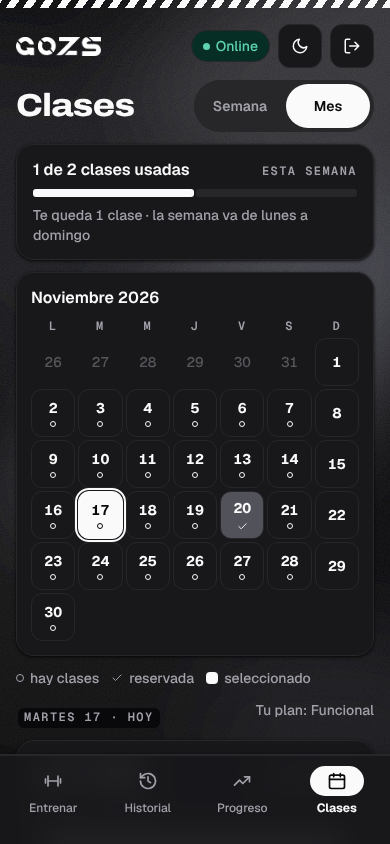 GOZS
Online
Clases
Semana Mes
1 de 2 clases usadas ESTA SEMANA
Te queda 1 clase · la semana va de lunes a
domingo
Noviembre 2026
L M M J V S D
26 27 28 29 30 31 1
2 3 4 5 6 7 8
9 10 11 12 13 14 15
16 17 18 19 20 21 22
23 24 25 26 27 28 29
30
hay clases reservada seleccionado
MARTES 17 · HOY Tu plan: Funcional
Entrenar Historial Progreso Clases